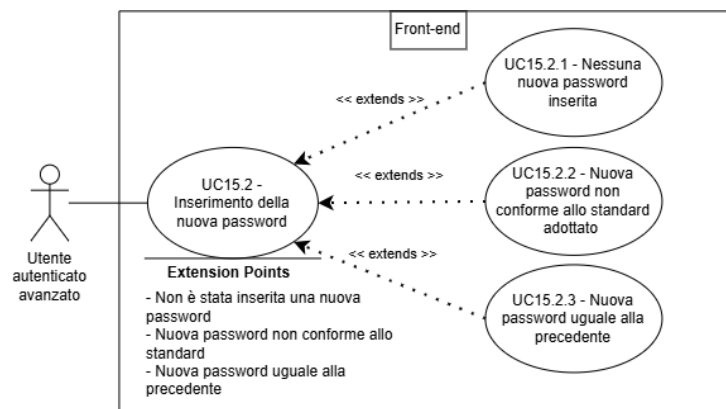 Front-end
UC15.2.1 - Nessuna
nuova password
inserita
<< extends >>
UC15.2 -
Inserimento della
nuova password
<< extends >>
UC15.2.2 - Nuova
password non
conforme allo standard
adottato
Utente
autenticato
avanzato
<< extends >>
Extension Points
- Non è stata inserita una nuova
password
- Nuova password non conforme allo
standard
- Nuova password uguale alla
precedente
UC15.2.3 - Nuova
password uguale alla
precedente